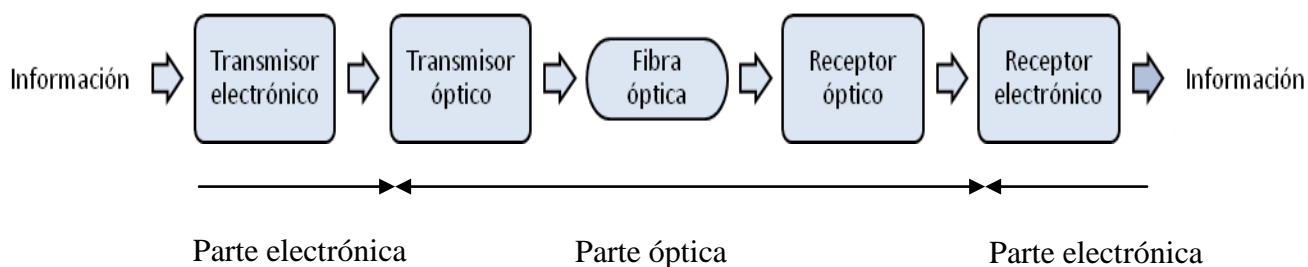 Información
Transmisor
electrónico
Transmisor
óptico
Fibra
óptica
Receptor
óptico
Receptor
electrónico
Información
Parte electrónica
Parte óptica
Parte electrónica